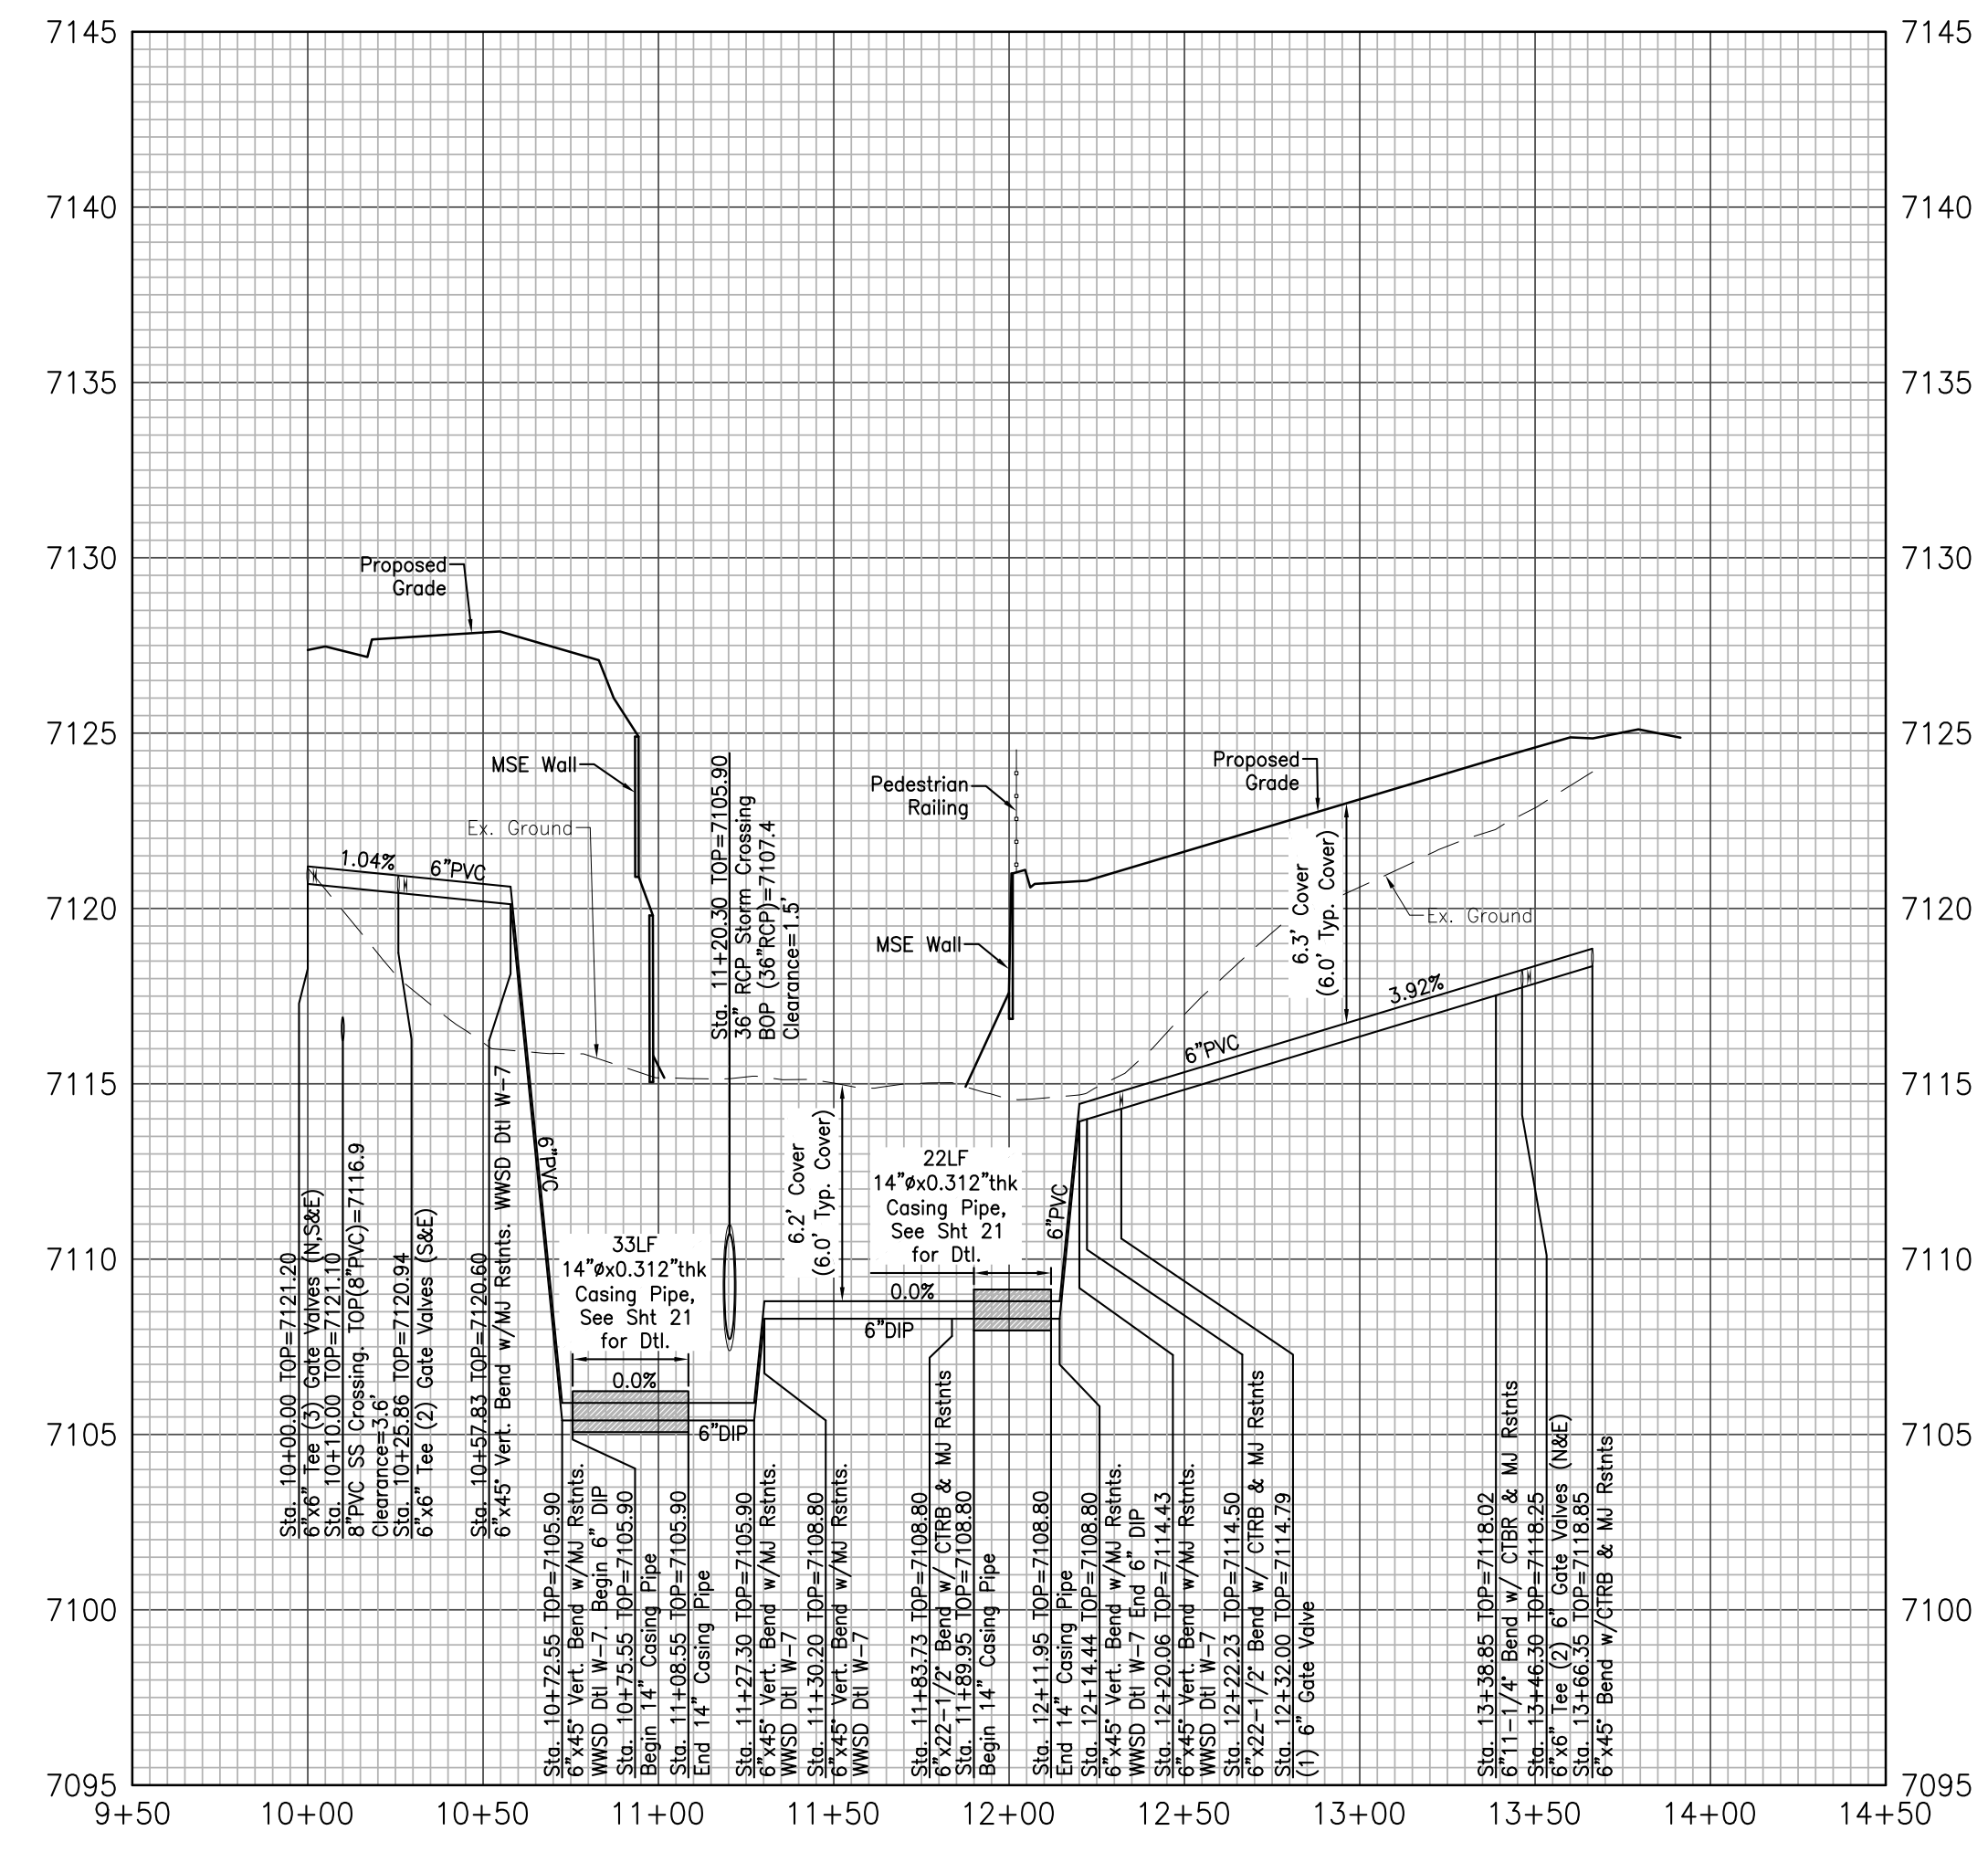 7145
7145
7140
7140
7135
7135
7130
7130
7125
7125
7120
7120
7115
7115
7110
7110
7105
7105
7100
7100
7095
7095
9+50
10+00
10+50
11+00
11+50
12+00
12+50
13+00
13+50
14+00
14+50
Proposed
Grade
MSE Wall
Ex. Ground
1.04%
6"PVC
6"PVC
33LF
14"øx0.312"thk
Casing Pipe,
See Sht 21
for Dtl.
0.0%
6"DIP
Sta. 11+20.30 TOP=7105.90
36" RCP Storm Crossing
BOP (36"RCP)=7107.4
Clearance=1.5'
6.2' Cover
(6.0' Typ. Cover)
Pedestrian
Railing
MSE Wall
22LF
14"øx0.312"thk
Casing Pipe,
See Sht 21
for Dtl.
0.0%
6"DIP
6"PVC
Proposed
Grade
6.3' Cover
(6.0' Typ. Cover)
Ex. Ground
3.92%
6"PVC
Sta. 10+00.00 TOP=7121.20
6"x6" Tee (3) Gate Valves (N,S&E)
Sta. 10+10.00 TOP=7121.10
8"PVC SS Crossing. TOP(8"PVC)=7116.9
Clearance=3.6'
Sta. 10+25.86 TOP=7120.94
6"x6" Tee (2) Gate Valves (S&E)
Sta. 10+57.83 TOP=7120.60
6"x45° Vert. Bend w/MJ Rstnts. WWSD Dtl W-7
Sta. 10+72.55 TOP=7105.90
6"x45° Vert. Bend w/MJ Rstnts.
WWSD Dtl W-7. Begin 6" DIP
Sta. 10+75.55 TOP=7105.90
Begin 14" Casing Pipe
Sta. 11+08.55 TOP=7105.90
End 14" Casing Pipe
Sta. 11+27.30 TOP=7105.90
6"x45° Vert. Bend w/MJ Rstnts.
WWSD Dtl W-7
Sta. 11+30.20 TOP=7108.80
6"x45° Vert. Bend w/MJ Rstnts.
WWSD Dtl W-7
Sta. 11+83.73 TOP=7108.80
6"x22-1/2° Bend w/ CTRB & MJ Rstnts
Sta. 11+89.95 TOP=7108.80
Begin 14" Casing Pipe
Sta. 12+11.95 TOP=7108.80
End 14" Casing Pipe
Sta. 12+14.44 TOP=7108.80
6"x45° Vert. Bend w/MJ Rstnts.
WWSD Dtl W-7 End 6" DIP
Sta. 12+20.06 TOP=7114.43
6"x45° Vert. Bend w/MJ Rstnts.
WWSD Dtl W-7
Sta. 12+22.23 TOP=7114.50
6"x22-1/2° Bend w/ CTRB & MJ Rstnts
Sta. 12+32.00 TOP=7114.79
(1) 6" Gate Valve
Sta. 13+38.85 TOP=7118.02
6"11-1/4° Bend w/ CTBR & MJ Rstnts
Sta. 13+46.30 TOP=7118.25
6"x6" Tee (2) 6" Gate Valves (N&E)
Sta. 13+66.35 TOP=7118.85
6"x45° Bend w/CTRB & MJ Rstnts